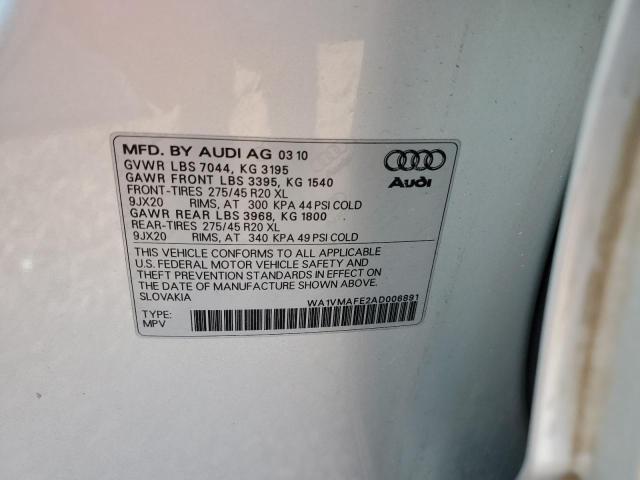 MFD. BY AUDI AG 03 10
GVWR LBS 7044, KG 3195
GAWR FRONT LBS 3395, KG 1540
FRONT-TIRES 275/45 R20 XL
9JX20 RIMS, AT 300 KPA 44 PSI COLD
GAWR REAR LBS 3968, KG 1800
REAR-TIRES 275/45 R20 XL
9JX20 RIMS, AT 340 KPA 49 PSI COLD
Audi
THIS VEHICLE CONFORMS TO ALL APPLICABLE
U.S. FEDERAL MOTOR VEHICLE SAFETY AND
THEFT PREVENTION STANDARDS IN EFFECT ON
THE DATE OF MANUFACTURE SHOWN ABOVE.
SLOVAKIA
WA1VMAFE2AD006891
TYPE:
MPV